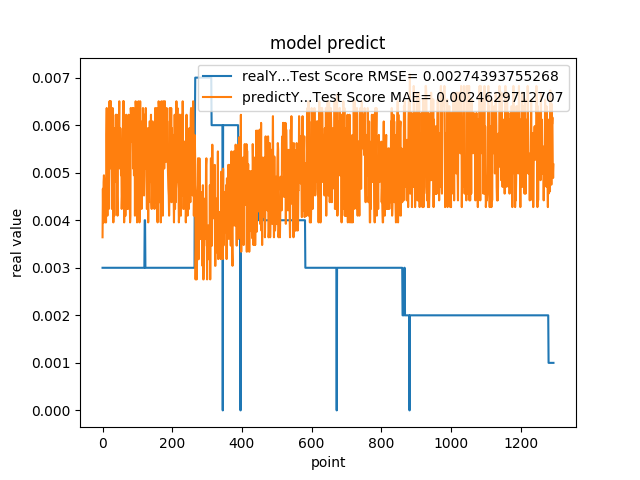 model predict
realY...Test Score RMSE= 0.00274393755268
predictY...Test Score MAE= 0.0024629712707
0.007
0.006
0.005
0.004
0.003
0.002
0.001
0.000
real value
0 200 400 600 800 1000 1200
point